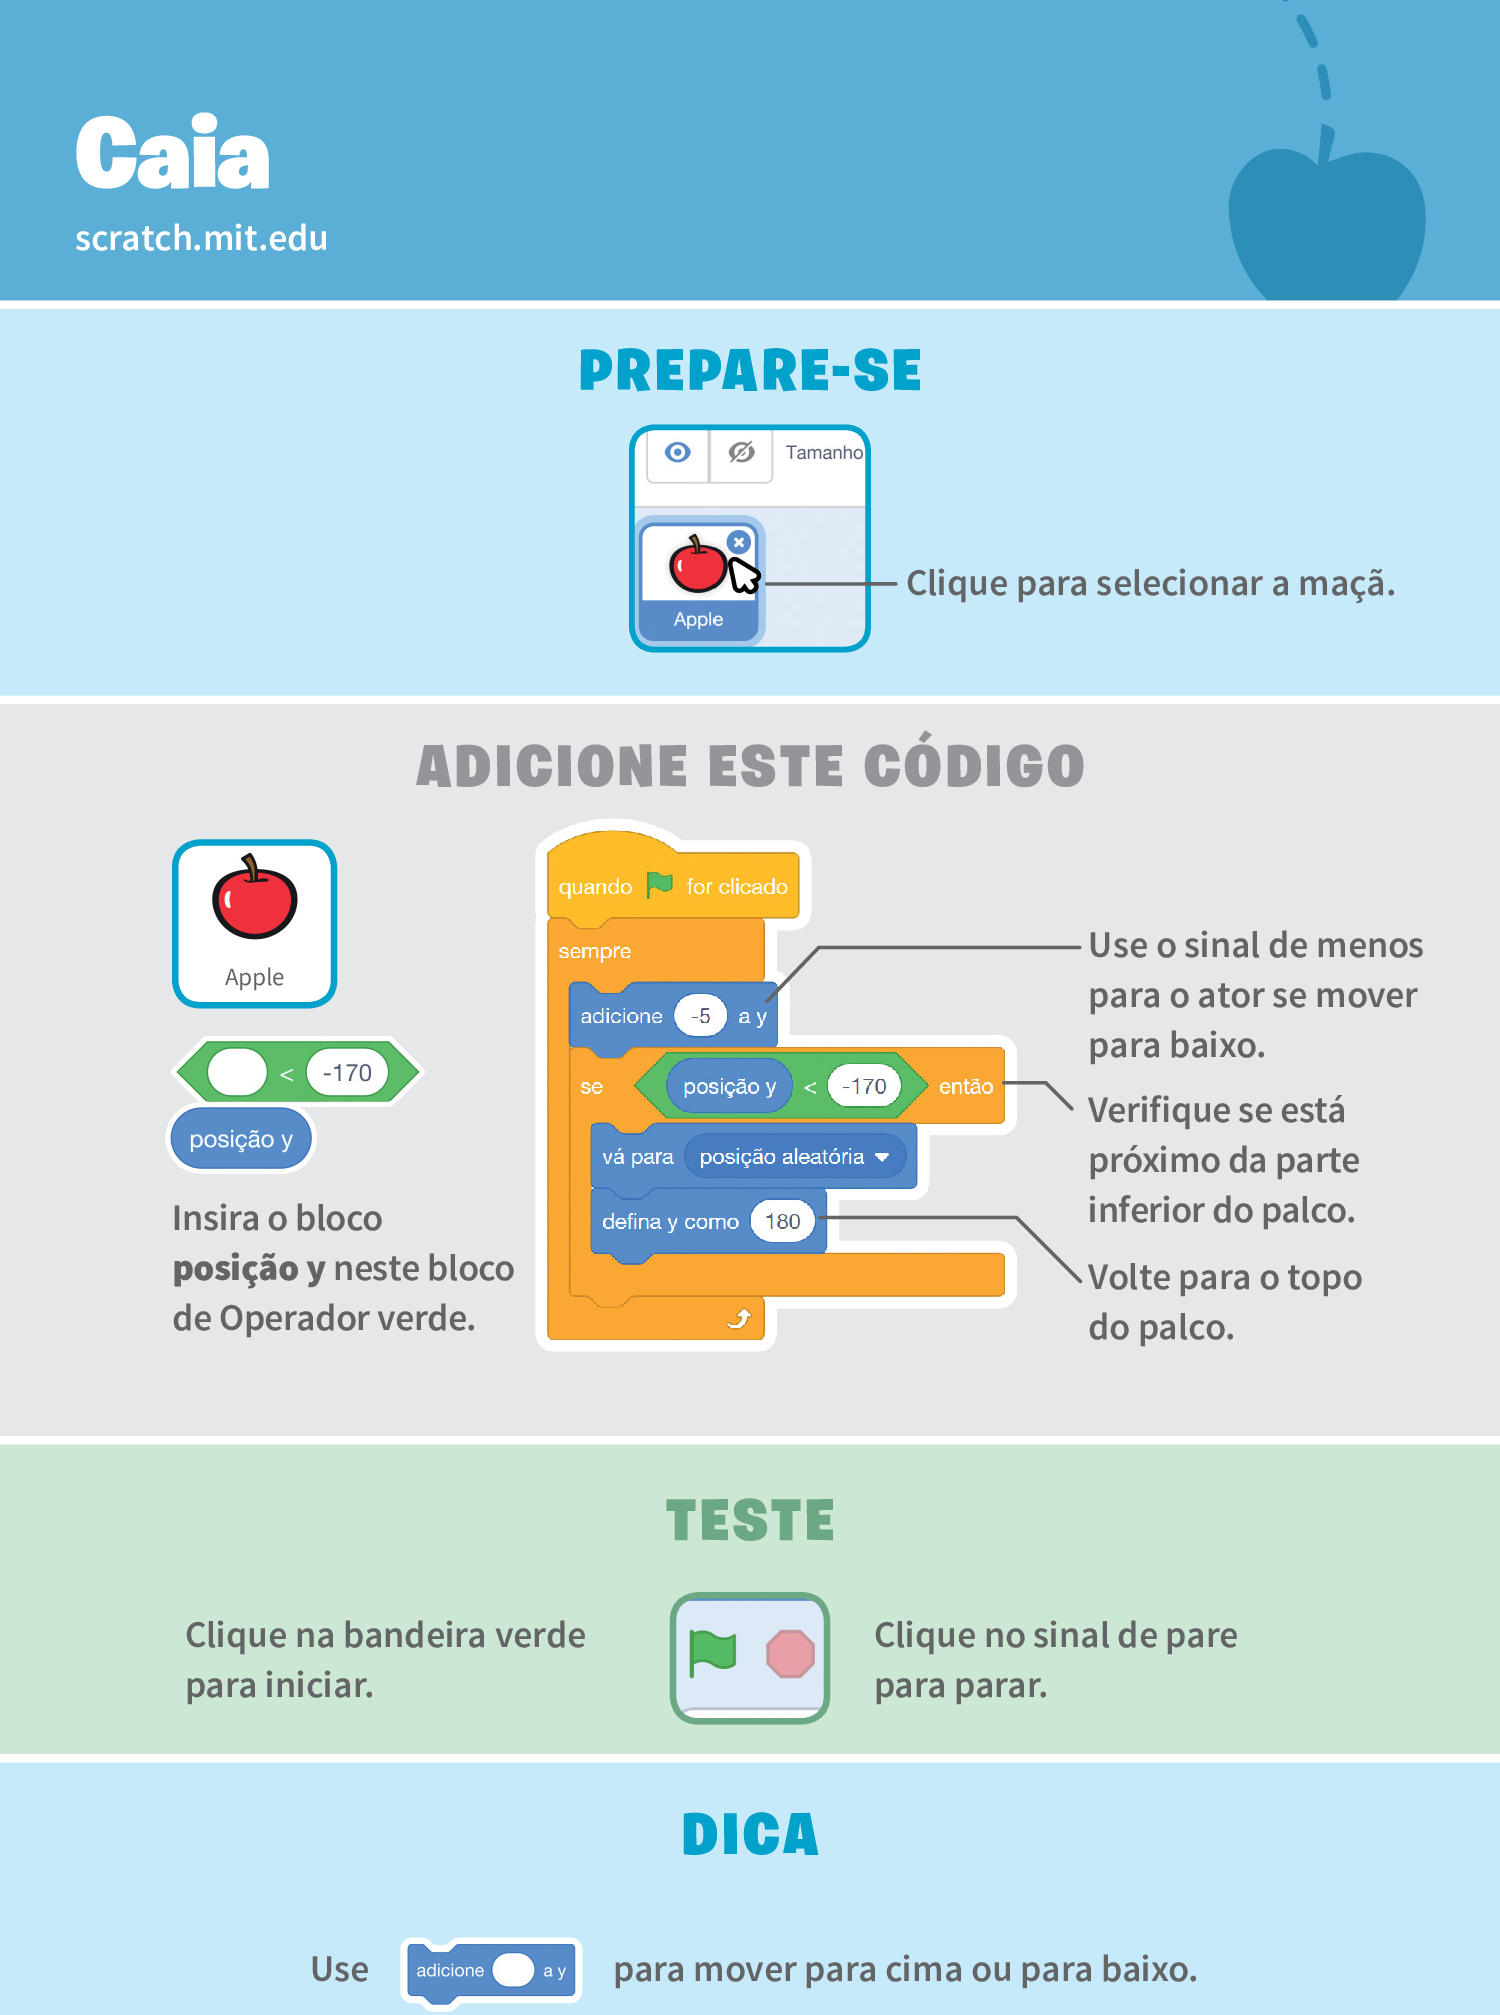 Caia
scratch.mit.edu
PREPARE-SE
Tamanho
Apple
Clique para selecionar a maçã.
ADICIONE ESTE CÓDIGO
Apple
< -170
posição y
Insira o bloco
posição y neste bloco
de Operador verde.
quando for clicado
sempre
adicione -5 a y
se posição y < -170 então
vá para posição aleatória
defina y como 180
Use o sinal de menos
para o ator se mover
para baixo.
Verifique se está
próximo da parte
inferior do palco.
Volte para o topo
do palco.
TESTE
Clique na bandeira verde
para iniciar.
Clique no sinal de pare
para parar.
DICA
Use adicione a y para mover para cima ou para baixo.